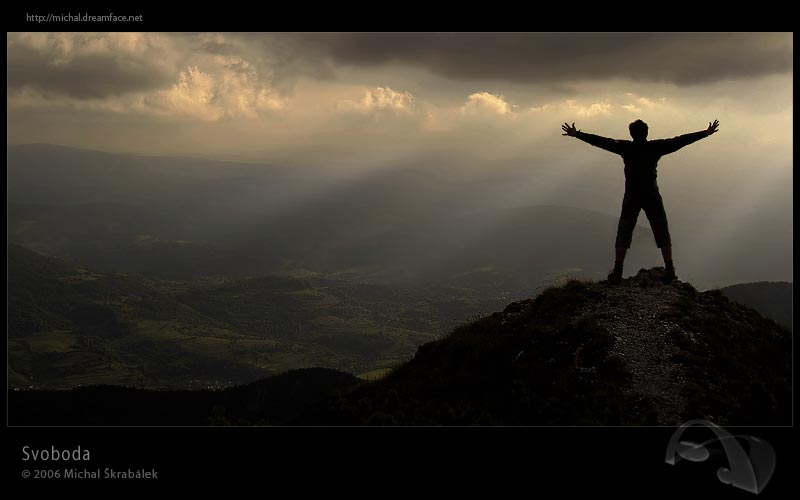 http://michal.dreamface.net
Svoboda
© 2006 Michal Škrabálek